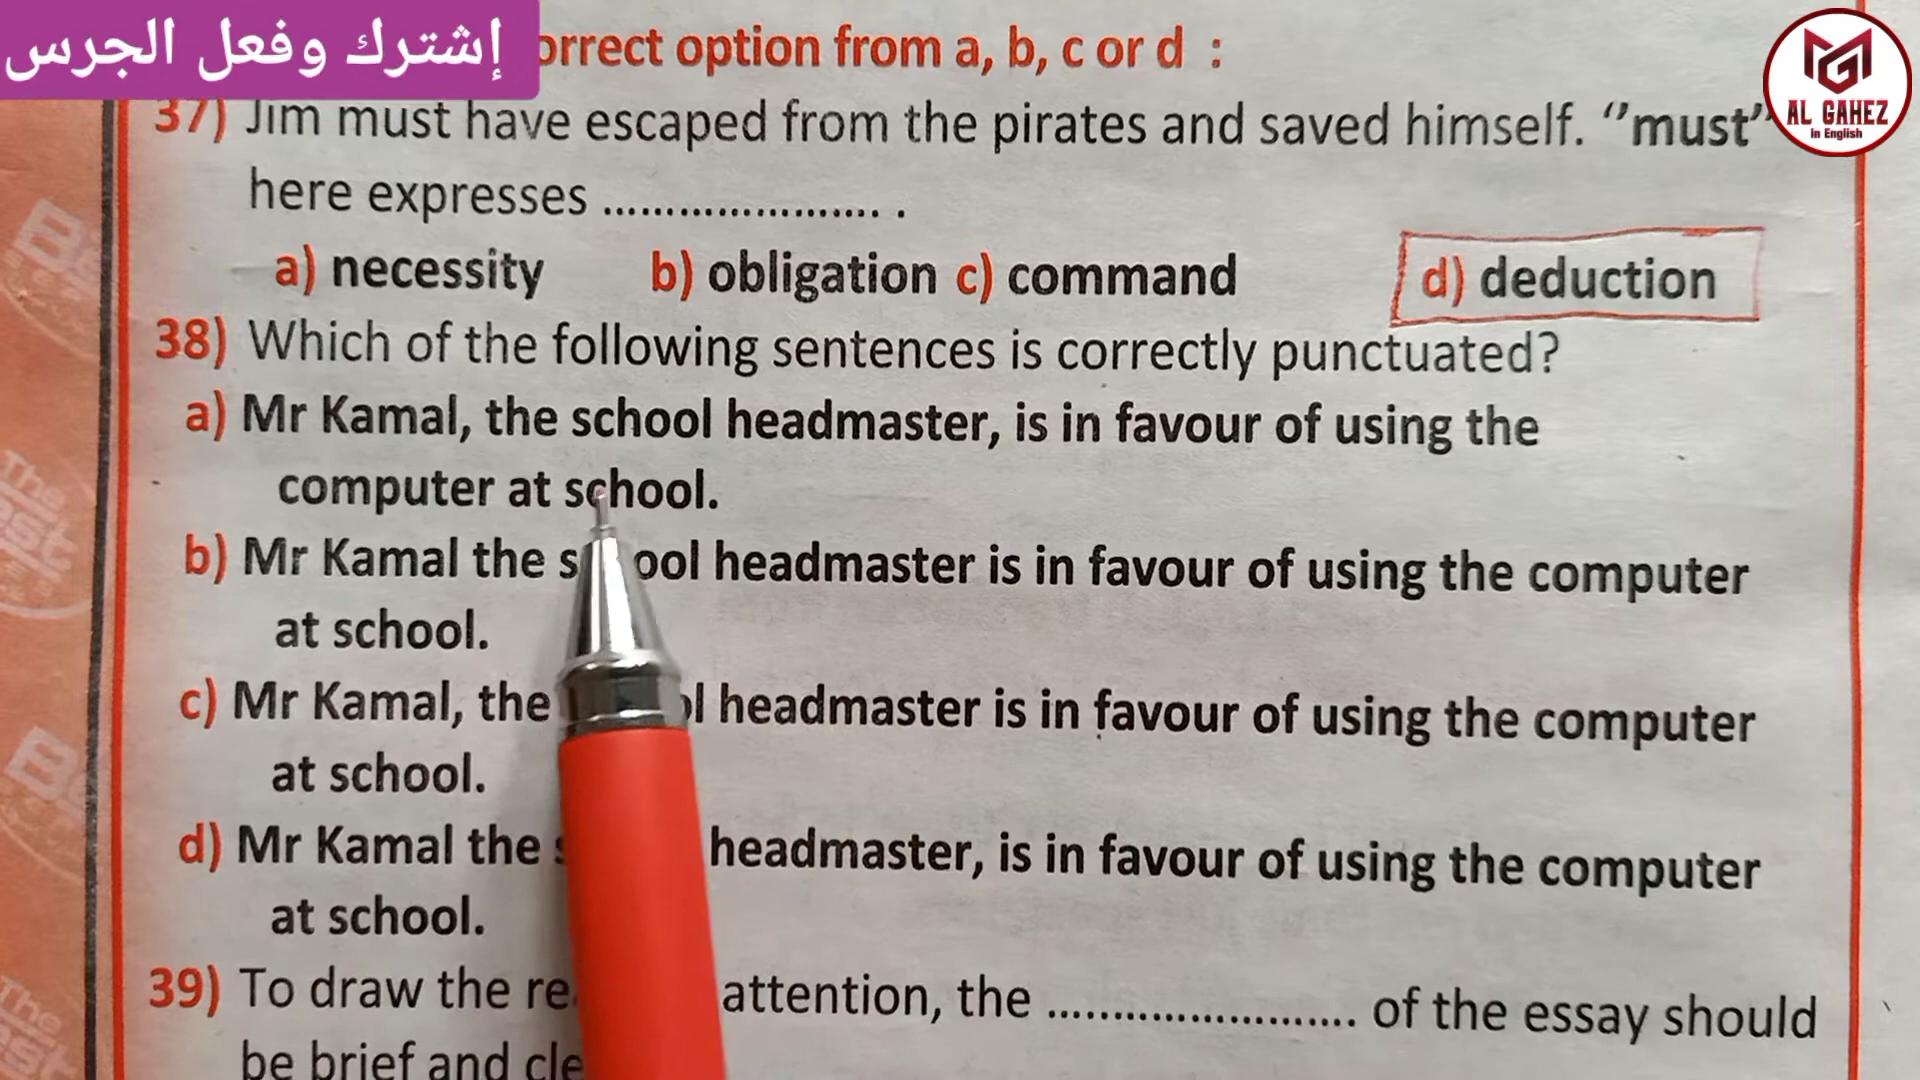 إشترك وفعل الجرس
orrect option from a, b, c or d :
AL GAHEZ
in English
37) Jim must have escaped from the pirates and saved himself. ‘’must’’
here expresses ...................... .
a) necessity b) obligation c) command d) deduction
38) Which of the following sentences is correctly punctuated?
a) Mr Kamal, the school headmaster, is in favour of using the
computer at school.
b) Mr Kamal the s ool headmaster is in favour of using the computer
at school.
c) Mr Kamal, the l headmaster is in favour of using the computer
at school.
d) Mr Kamal the headmaster, is in favour of using the computer
at school.
39) To draw the re attention, the ........................ of the essay should
be brief and cle